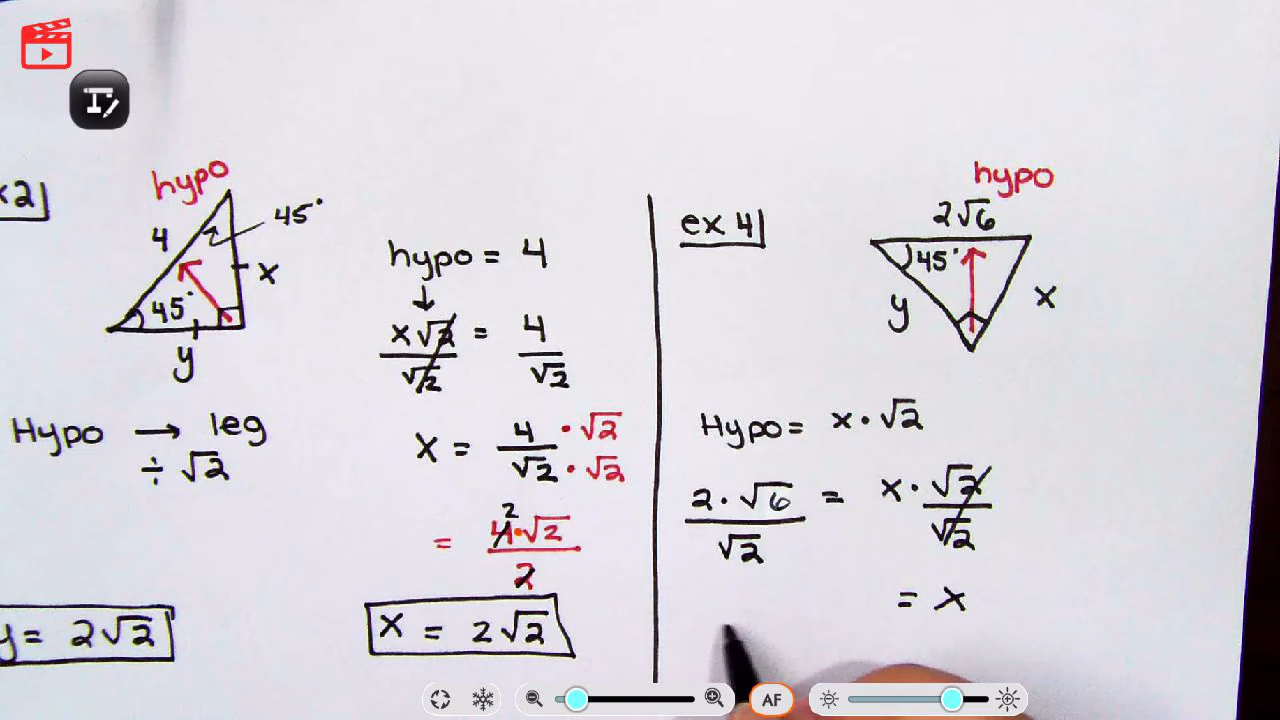 x2
hypo
4
45°
45°
x
y
Hypo → leg
÷ √2
y = 2√2
hypo = 4
↓
x√2 / √2 = 4 / √2
x = 4 / √2 • √2 / • √2
= 4•√2 / 2
2
x = 2√2
ex 4
hypo
2√6
45°
y
x
Hypo = x • √2
2 • √6 / √2 = x • √2 / √2
= x
AF